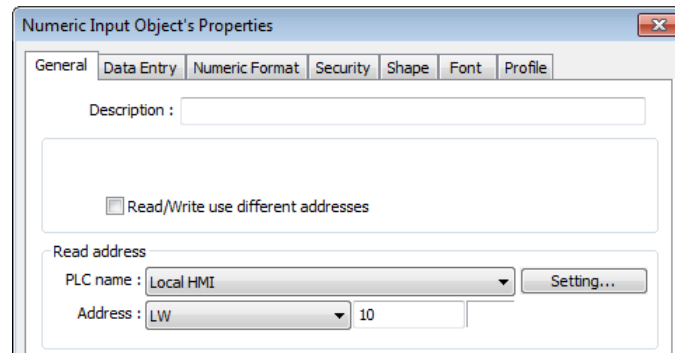 Numeric Input Object's Properties
General Data Entry Numeric Format Security Shape Font Profile
Description :
Read/Write use different addresses
Read address
PLC name : Local HMI Setting...
Address : LW 10